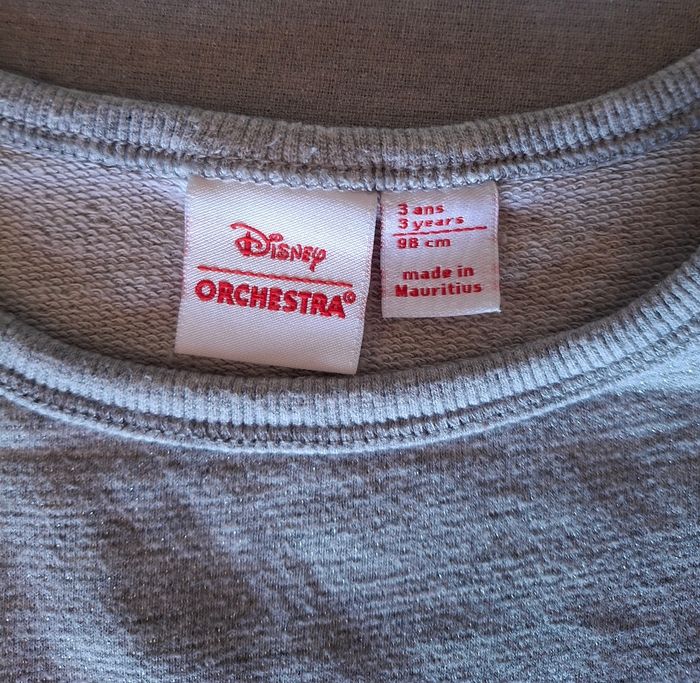 Disney
ORCHESTRA®
3 ans
3 years
98 cm
made in
Mauritius